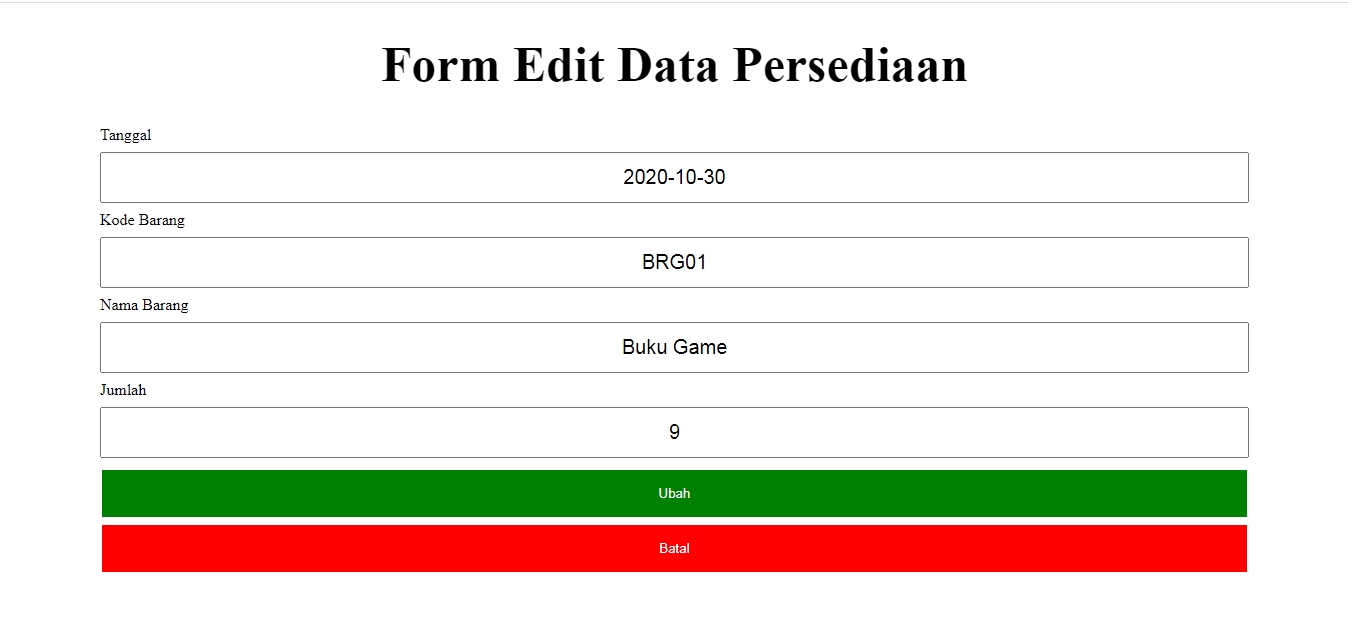 Form Edit Data Persediaan
Tanggal
2020-10-30
Kode Barang
BRG01
Nama Barang
Buku Game
Jumlah
9
Ubah
Batal